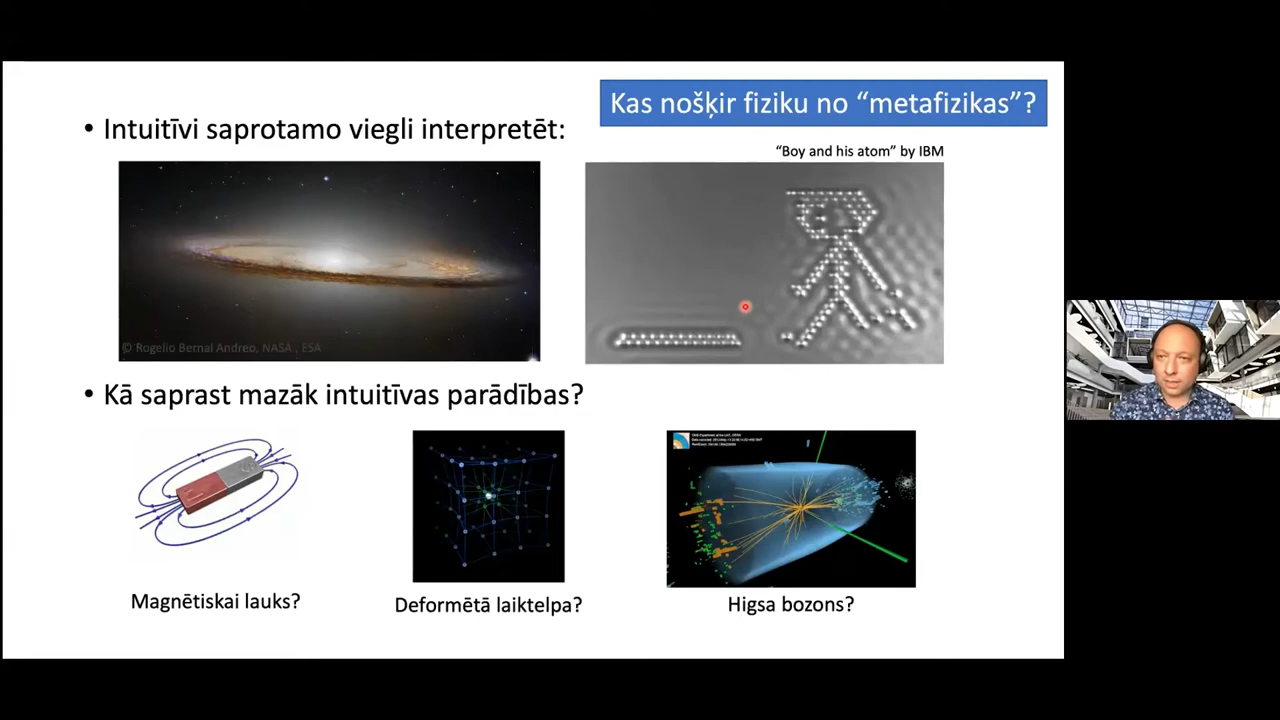 Kas nošķir fiziku no “metafizikas”?
• Intuitīvi saprotamo viegli interpretēt:
“Boy and his atom” by IBM
© Rogelio Bernal Andreo, NASA , ESA
• Kā saprast mazāk intuitīvas parādības?
Magnētiskai lauks?
Deformētā laiktelpa?
Higsa bozons?